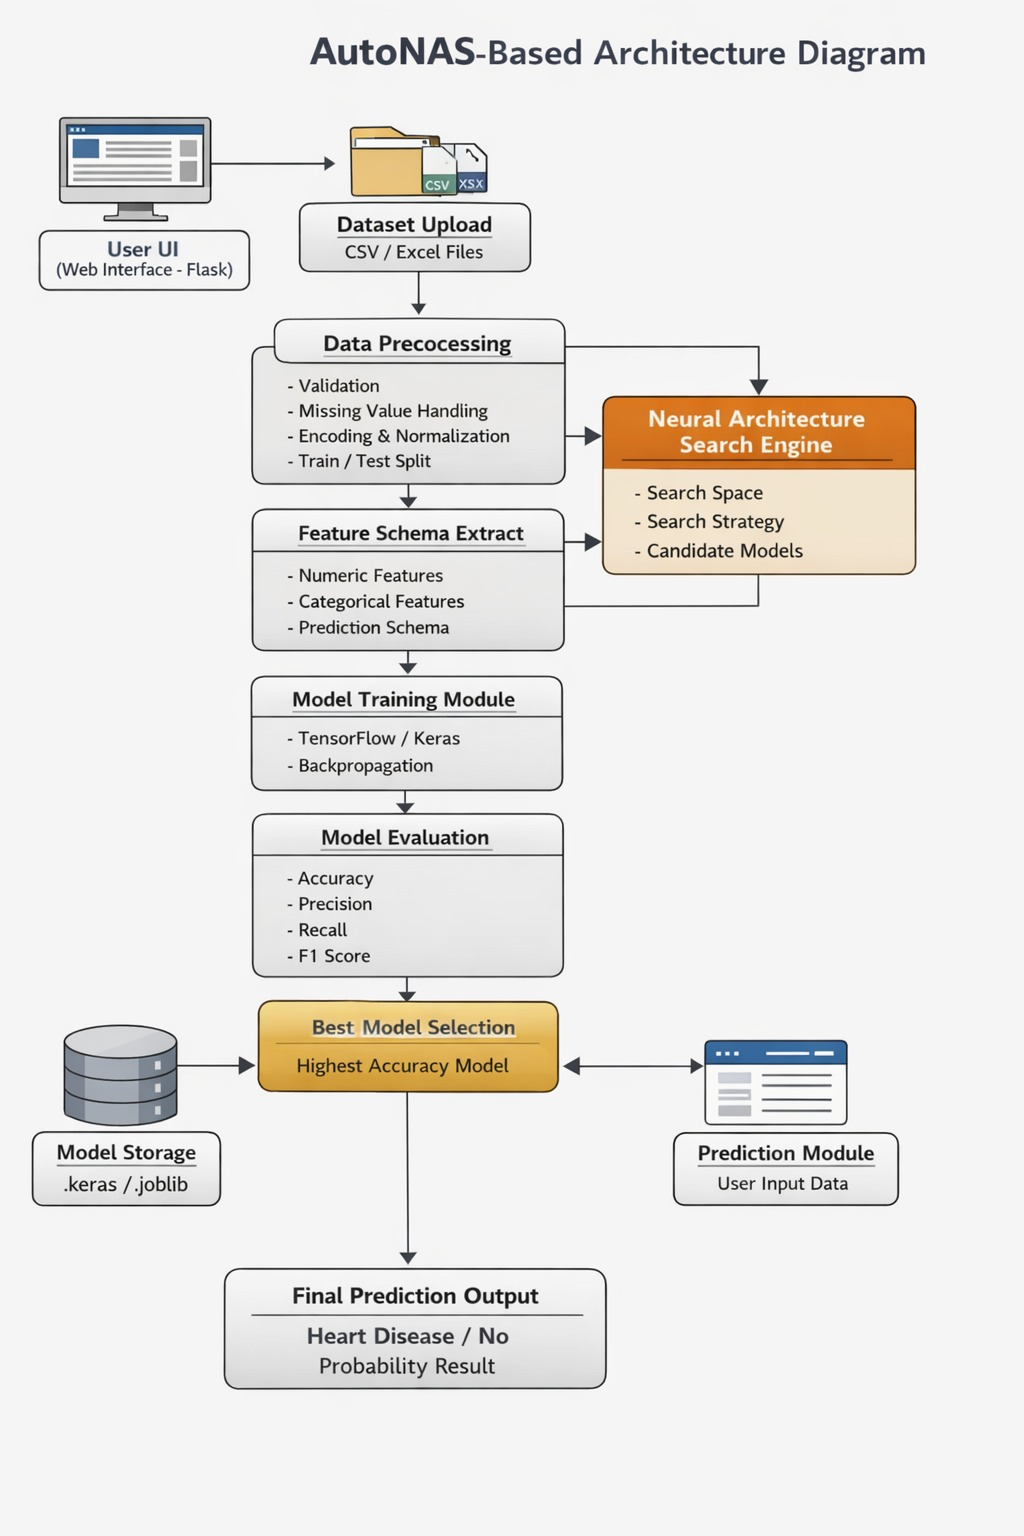 AutoNAS-Based Architecture Diagram
CSV
XSX
User UI
(Web Interface - Flask)
Dataset Upload
CSV / Excel Files
Data Precocessing
- Validation
- Missing Value Handling
- Encoding & Normalization
- Train / Test Split
Neural Architecture
Search Engine
- Search Space
- Search Strategy
- Candidate Models
Feature Schema Extract
- Numeric Features
- Categorical Features
- Prediction Schema
Model Training Module
- TensorFlow / Keras
- Backpropagation
Model Evaluation
- Accuracy
- Precision
- Recall
- F1 Score
Best Model Selection
Highest Accuracy Model
Model Storage
.keras /.joblib
Prediction Module
User Input Data
Final Prediction Output
Heart Disease / No
Probability Result